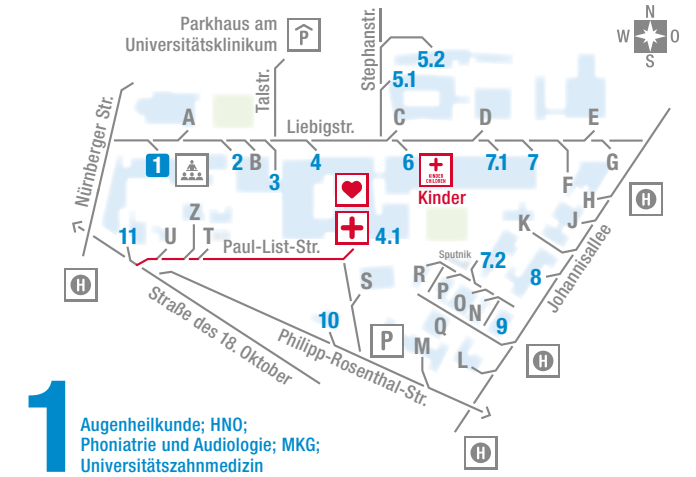 Parkhaus am
Universitätsklinikum
P
N
W O
S
Stephanstr.
5.2
5.1
Talstr.
Nürnberger Str.
A
Liebigstr.
C
D
E
1
2
B
3
4
6
KINDER
CHILDREN
Kinder
7.1
7
F
G
H
H
J
K
Z
11
U
T
Paul-List-Str.
4.1
Sputnik
7.2
R
P
O
N
8
Johannisallee
H
S
Straße des 18. Oktober
Philipp-Rosenthal-Str.
10
P
Q
M
9
L
H
H
1
Augenheilkunde; HNO;
Phoniatrie und Audiologie; MKG;
Universitätszahnmedizin